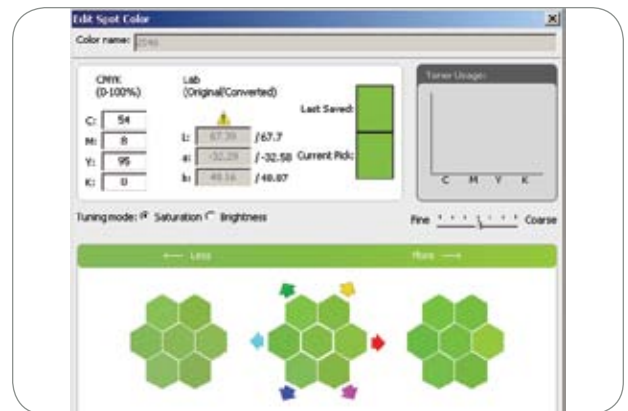 Edit Spot Color
Color name:
CMYK
(0-100%)
Lab
(Original/Converted)
Toner Usage:
Last Saved:
C: 54
M: 8
Y: 95
K: 0
L: 67.39 /67.7
a: -32.29 /-32.58
b: /48.87
Current Pick:
C M Y K
Tuning mode: Saturation Brightness
Fine Coarse
← Less More →